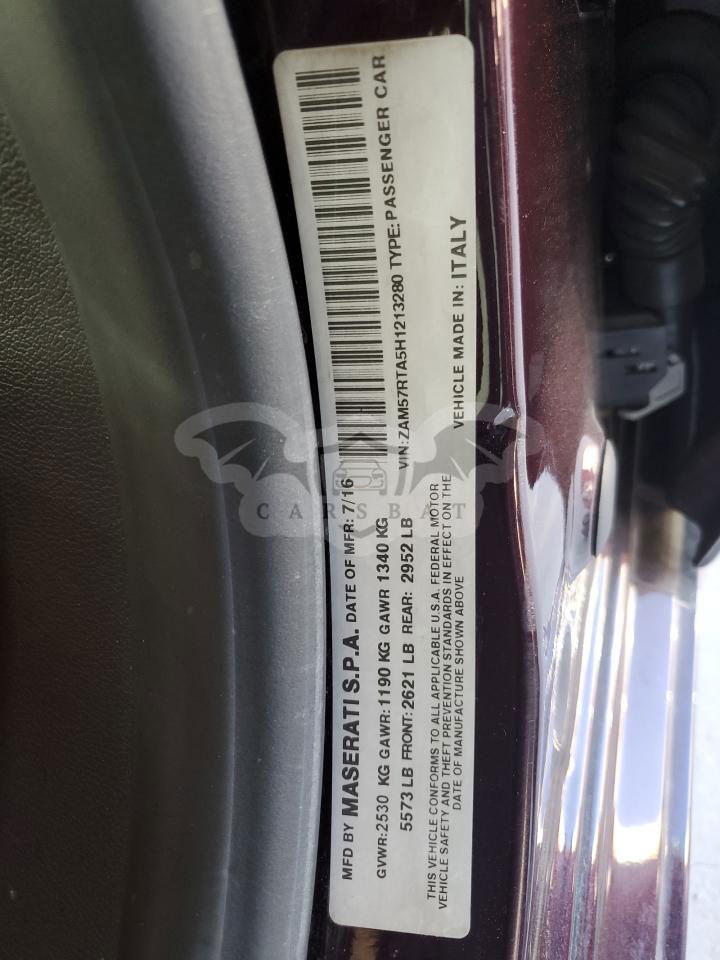 MFD BY MASERATI S.P.A. DATE OF MFR: 7/16
GVWR:2530 KG GAWR:1190 KG GAWR 1340 KG
5573 LB FRONT:2621 LB REAR: 2952 LB
VIN:ZAM57RTA5H1213280 TYPE:PASSENGER CAR
THIS VEHICLE CONFORMS TO ALL APPLICABLE U.S.A. FEDERAL MOTOR
VEHICLE SAFETY AND THEFT PREVENTION STANDARDS IN EFFECT ON THE
DATE OF MANUFACTURE SHOWN ABOVE
VEHICLE MADE IN: ITALY
CARSBAT